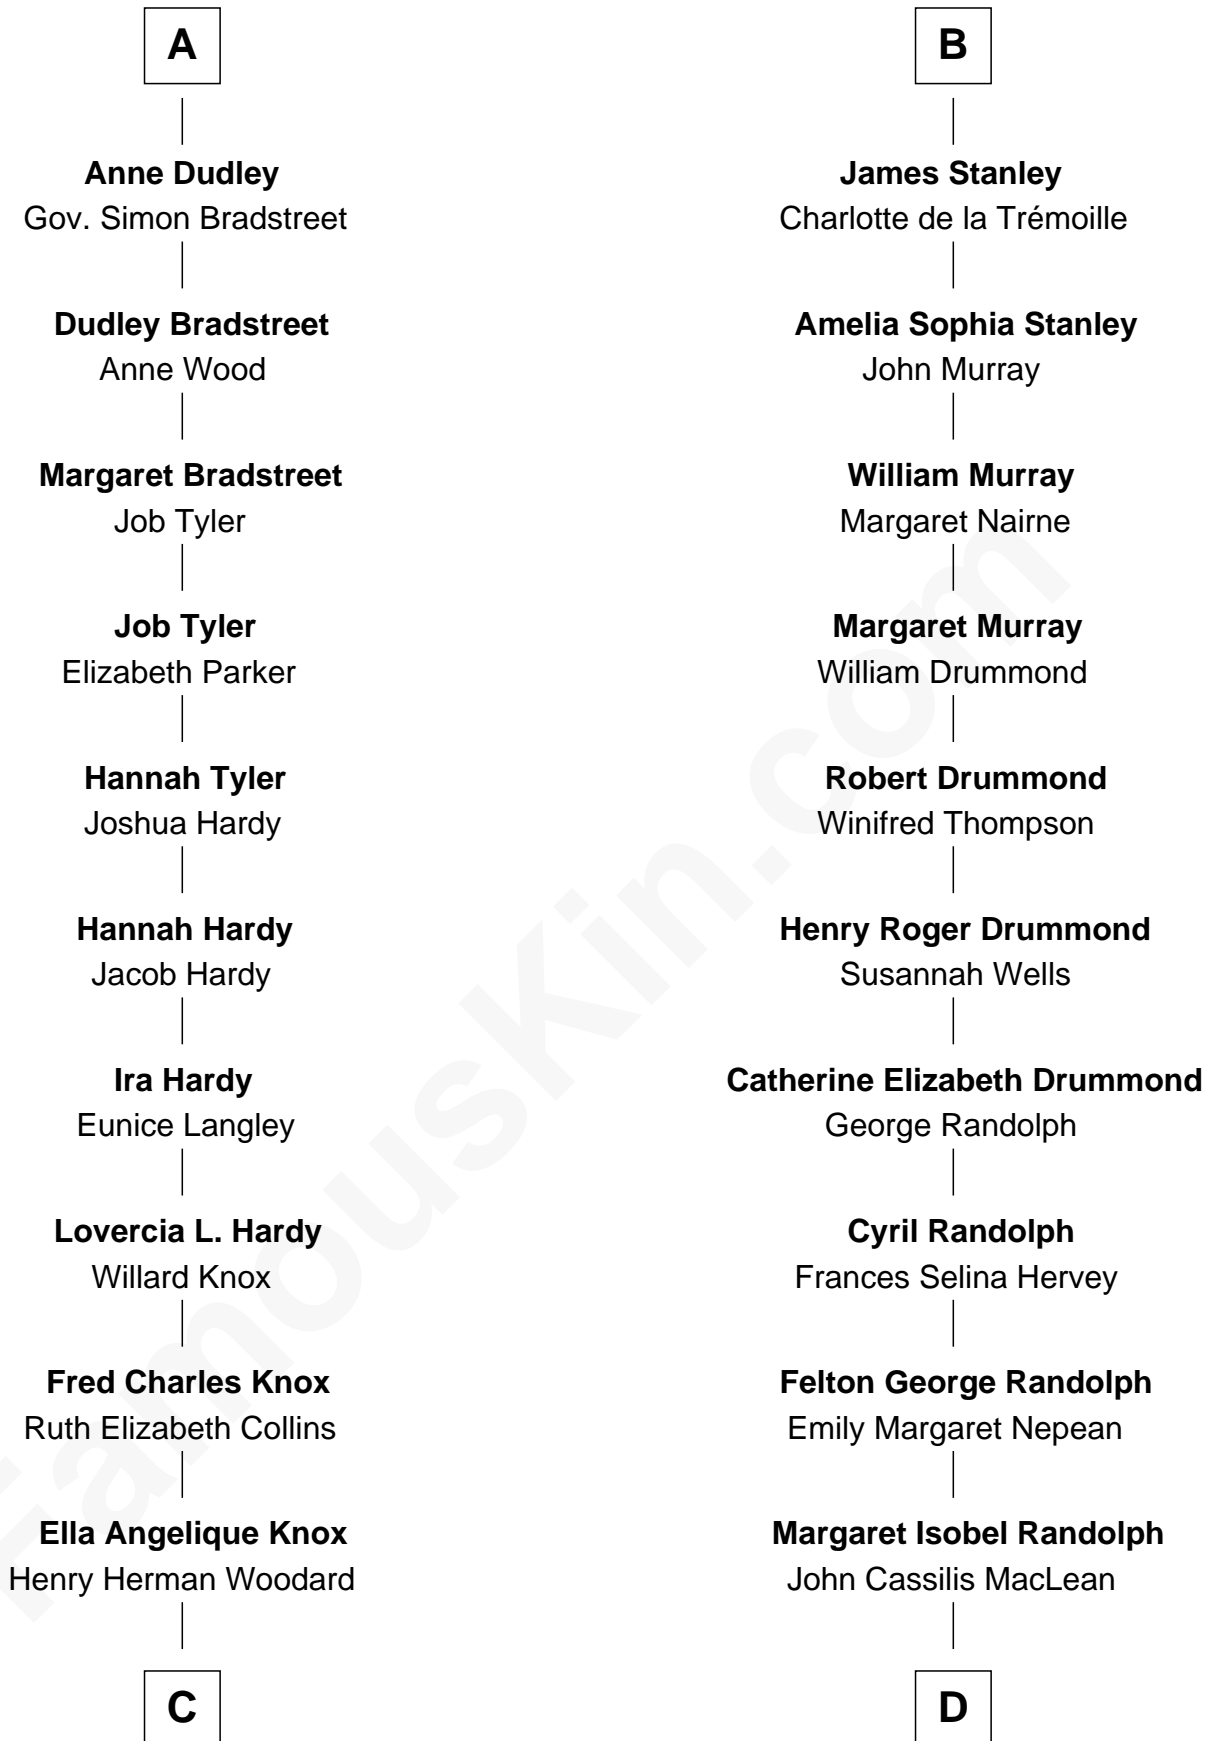 A
Anne Dudley
Gov. Simon Bradstreet
Dudley Bradstreet
Anne Wood
Margaret Bradstreet
Job Tyler
Job Tyler
Elizabeth Parker
Hannah Tyler
Joshua Hardy
Hannah Hardy
Jacob Hardy
Ira Hardy
Eunice Langley
Lovercia L. Hardy
Willard Knox
Fred Charles Knox
Ruth Elizabeth Collins
Ella Angelique Knox
Henry Herman Woodard
C
B
James Stanley
Charlotte de la Trémoille
Amelia Sophia Stanley
John Murray
William Murray
Margaret Nairne
Margaret Murray
William Drummond
Robert Drummond
Winifred Thompson
Henry Roger Drummond
Susannah Wells
Catherine Elizabeth Drummond
George Randolph
Cyril Randolph
Frances Selina Hervey
Felton George Randolph
Emily Margaret Nepean
Margaret Isobel Randolph
John Cassilis MacLean
D
FamousKin.com